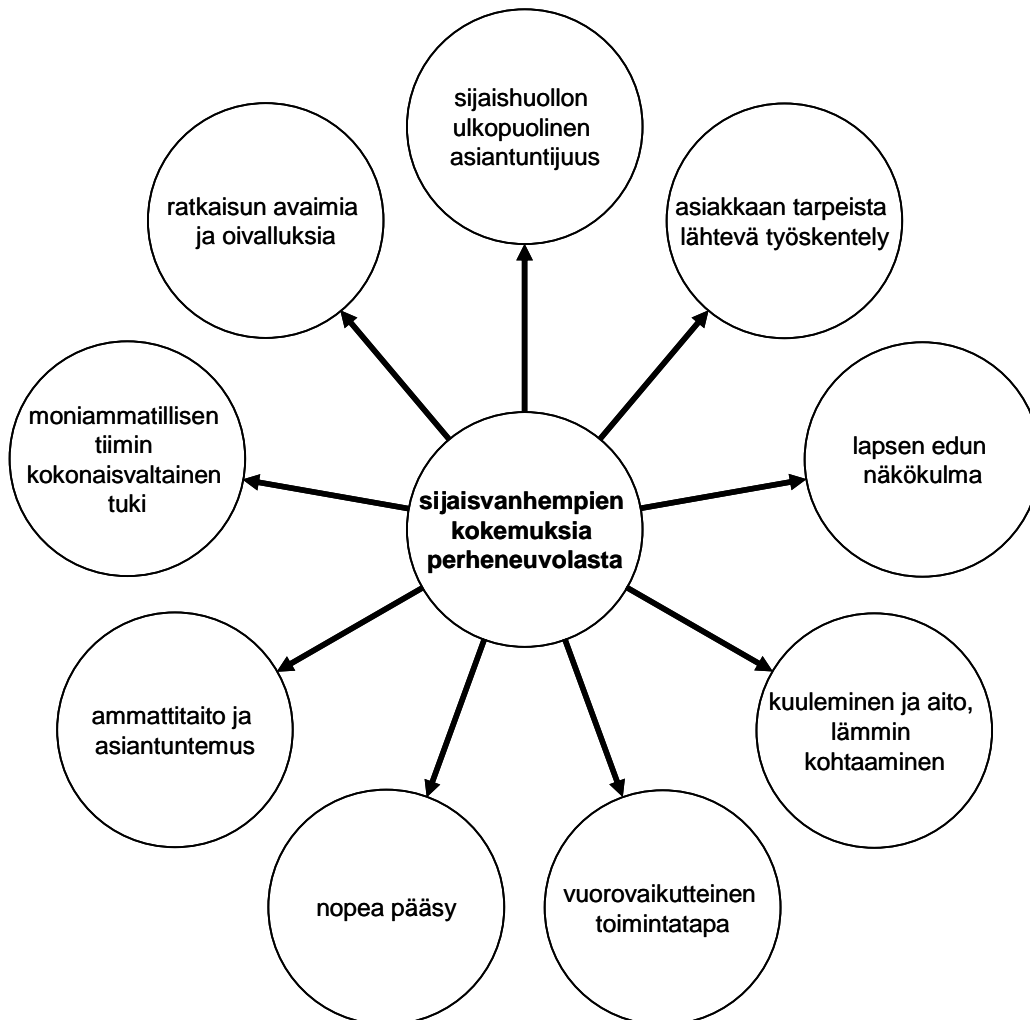 sijaishuollon
ulkopuolinen
asiantuntijuus
asiakkaan tarpeista
lähtevä työskentely
lapsen edun
näkökulma
kuuleminen ja aito,
lämmin
kohtaaminen
vuorovaikutteinen
toimintatapa
nopea pääsy
ammattitaito ja
asiantuntemus
moniammatillisen
tiimin
kokonaisvaltainen
tuki
ratkaisun avaimia
ja oivalluksia
sijaisvanhempien
kokemuksia
perheneuvolasta